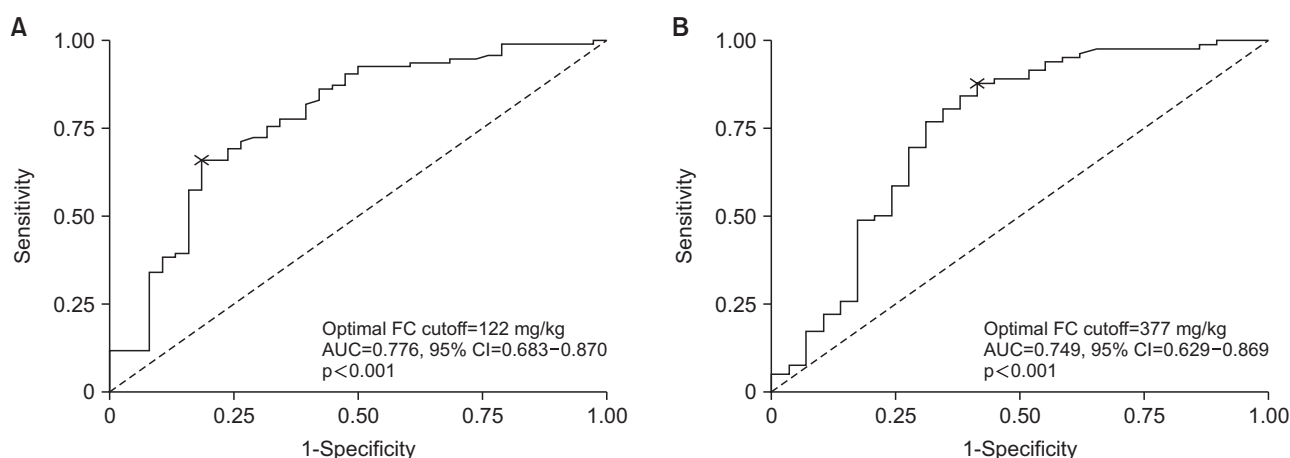 A
1.00
0.75
0.50
0.25
0
Sensitivity
Optimal FC cutoff=122 mg/kg
AUC=0.776, 95% CI=0.683−0.870
p<0.001
0 0.25 0.50 0.75 1.00
1-Specificity
B
1.00
0.75
0.50
0.25
0
Sensitivity
Optimal FC cutoff=377 mg/kg
AUC=0.749, 95% CI=0.629−0.869
p<0.001
0 0.25 0.50 0.75 1.00
1-Specificity